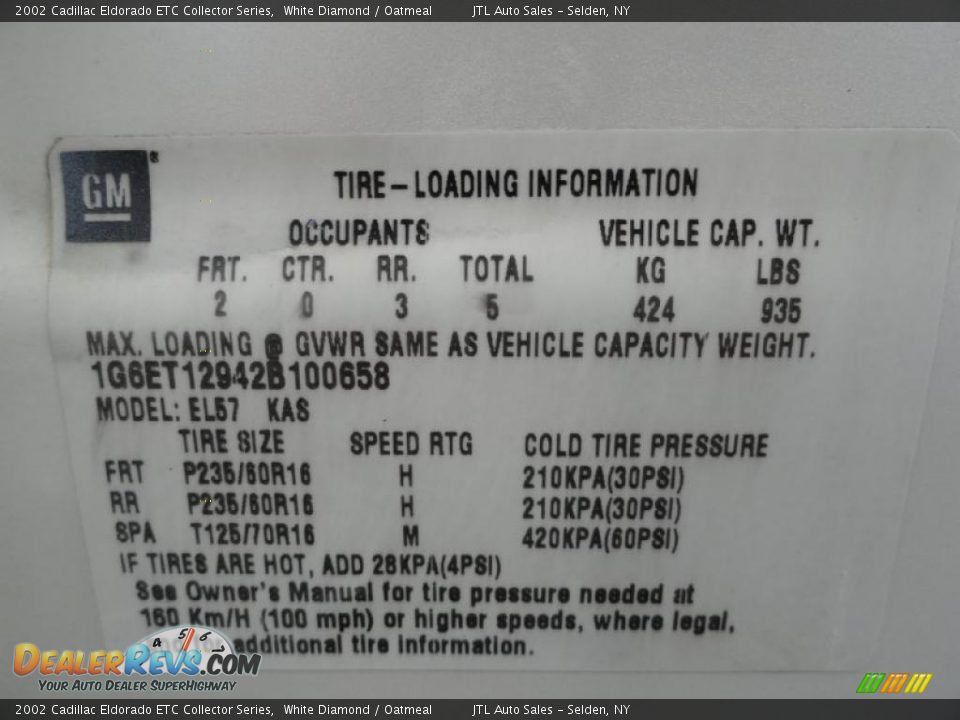 2002 Cadillac Eldorado ETC Collector Series, White Diamond / Oatmeal JTL Auto Sales - Selden, NY
GM®
TIRE-LOADING INFORMATION
OCCUPANTS VEHICLE CAP. WT.
FRT. CTR. RR. TOTAL KG LBS
2 0 3 5 424 935
MAX. LOADING @ GVWR SAME AS VEHICLE CAPACITY WEIGHT.
1G6ET12942B100658
MODEL: EL57 KAS
TIRE SIZE SPEED RTG COLD TIRE PRESSURE
FRT P235/60R16 H 210KPA(30PSI)
RR P235/60R16 H 210KPA(30PSI)
SPA T125/70R16 M 420KPA(60PSI)
IF TIRES ARE HOT, ADD 28KPA(4PSI)
See Owner's Manual for tire pressure needed at
160 Km/H (100 mph) or higher speeds, where legal,
additional tire information.
4 5 6
DEALERREVS.COM
YOUR AUTO DEALER SUPERHIGHWAY
2002 Cadillac Eldorado ETC Collector Series, White Diamond / Oatmeal JTL Auto Sales - Selden, NY